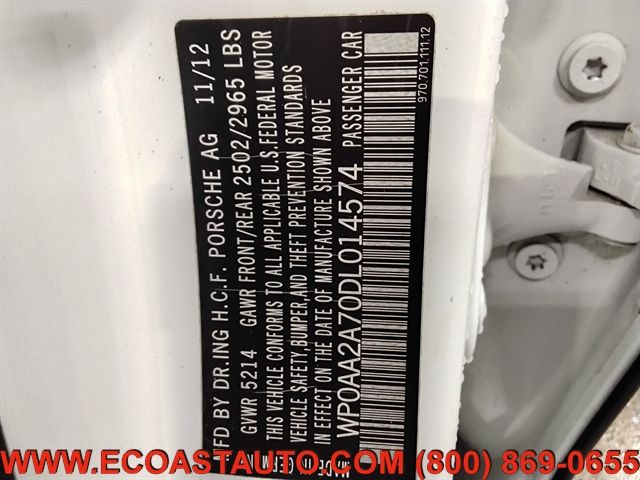 MFD BY DR.ING H.C.F. PORSCHE AG 11/12
GVWR 5214 GAWR FRONT/REAR 2502/2965 LBS
THIS VEHICLE CONFORMS TO ALL APPLICABLE U.S.FEDERAL MOTOR
VEHICLE SAFETY,BUMPER,AND THEFT PREVENTION STANDARDS
IN EFFECT ON THE DATE OF MANUFACTURE SHOWN ABOVE
WP0AA2A70DL014574 PASSENGER CAR
970.701.111.12
WWW.ECOASTAUTO.COM (800) 869-0655